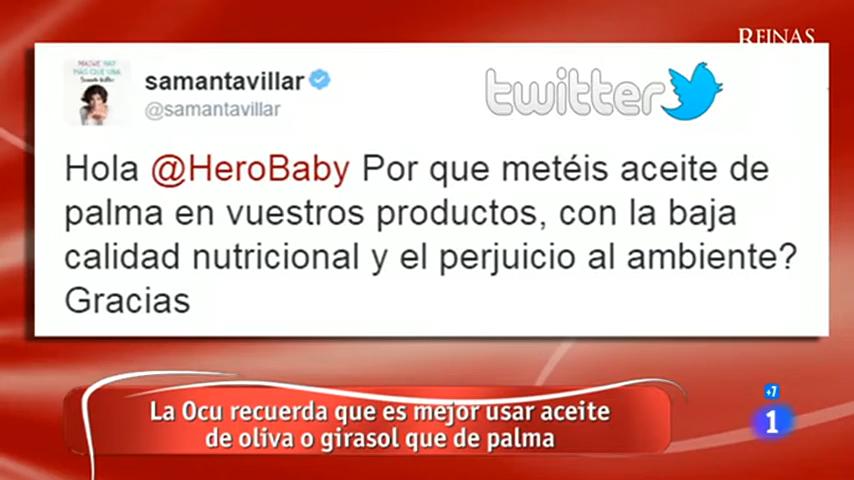 REINAS
samantavillar
@samantavillar
twitter
Hola @HeroBaby Por que metéis aceite de
palma en vuestros productos, con la baja
calidad nutricional y el perjuicio al ambiente?
Gracias
La Ocu recuerda que es mejor usar aceite
de oliva o girasol que de palma
+7
1